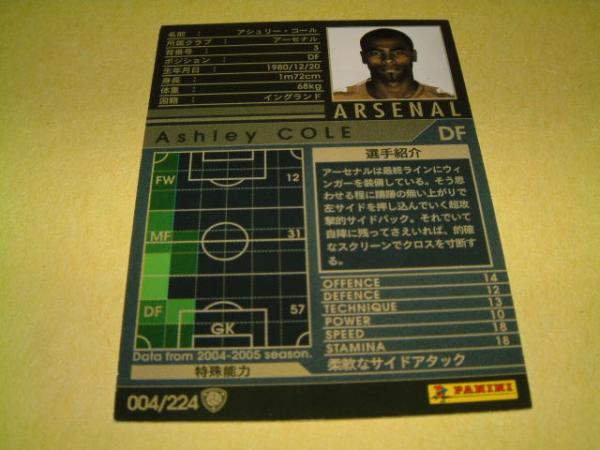 名前 : アシュリー・コール
所属クラブ : アーセナル
背番号 : 3
ポジション : DF
生年月日 : 1980/12/20
身長 : 1m72cm
体重 : 68kg
国籍 : イングランド
ARSENAL
Ashley COLE DF
FW 12
MF 31
DF 57
GK
Data from 2004-2005 season.
特殊能力
選手紹介
アーセナルは最終ラインにウィ
ンガーを装備している。そう思
わせる程に躊躇の無い上がりで
左サイドを押し込んでいく超攻
撃的サイドバック。それでいて
自陣に残ってさえいれば、的確
なスクリーンでクロスを寸断す
る。
OFFENCE 14
DEFENCE 12
TECHNIQUE 13
POWER 10
SPEED 18
STAMINA 18
柔軟なサイドアタック
004/224
PANINI